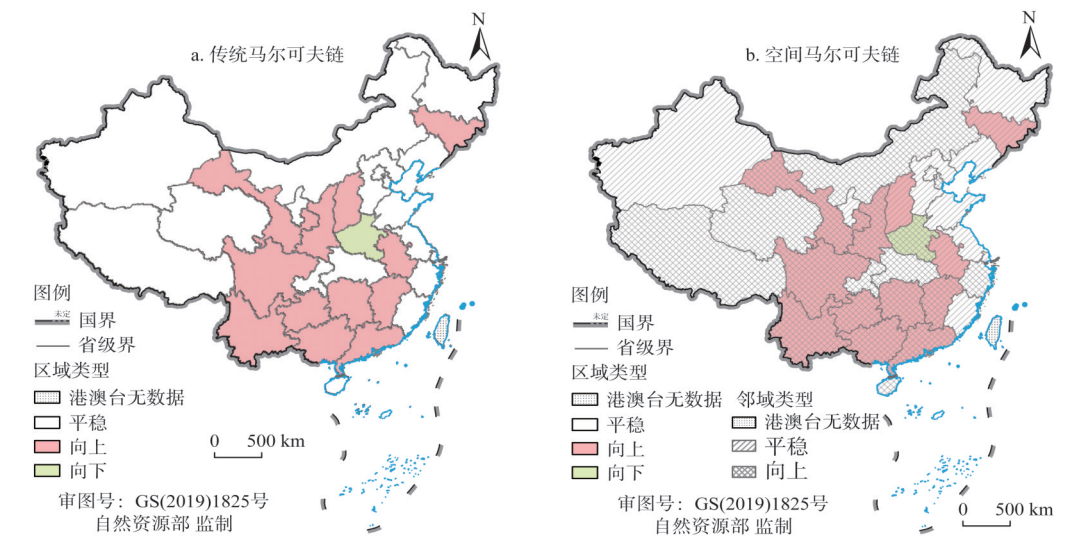 a. 传统马尔可夫链
N
图例
未定
国界
省级界
区域类型
港澳台无数据
平稳
向上
向下
0 500 km
审图号：GS(2019)1825号
自然资源部 监制
b. 空间马尔可夫链
N
图例
未定
国界
省级界
区域类型
港澳台无数据
平稳
向上
向下
邻域类型
港澳台无数据
平稳
向上
审图号：GS(2019)1825号
自然资源部 监制
0 500 km